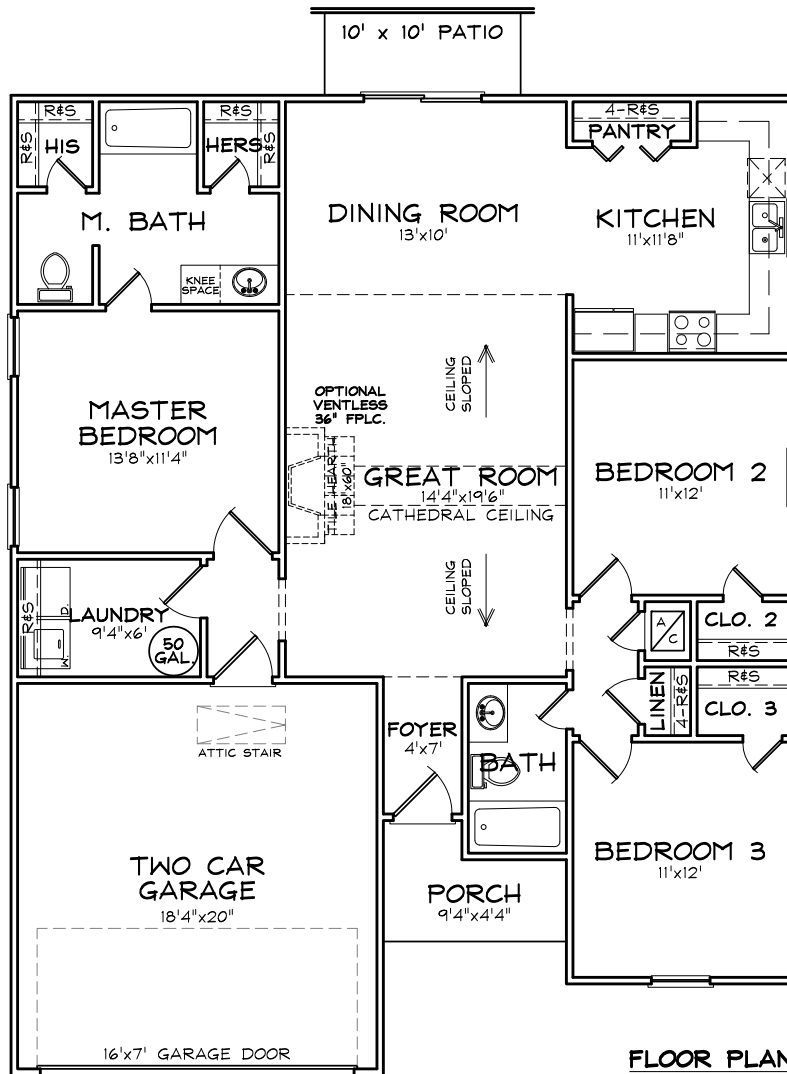 10' x 10' PATIO
R&S
R&S
HIS
R&S
HERS
R&S
4-R&S
PANTRY
M. BATH
KNEE
SPACE
DINING ROOM
13'x10'
KITCHEN
11'x11'8"
CEILING
SLOPED
OPTIONAL
VENTLESS
36" FPLC.
MASTER
BEDROOM
13'8"x11'4"
TILE HEARTH
18"x60"
GREAT ROOM
14'4"x19'6"
CATHEDRAL CEILING
BEDROOM 2
11'x12'
CEILING
SLOPED
R&S
D.
W.
LAUNDRY
9'4"x6'
50
GAL.
A/C
CLO. 2
R&S
LINEN
4-R&S
R&S
CLO. 3
ATTIC STAIR
FOYER
4'x7'
BATH
TWO CAR
GARAGE
18'4"x20"
PORCH
9'4"x4'4"
BEDROOM 3
11'x12'
16'x7' GARAGE DOOR
FLOOR PLAN